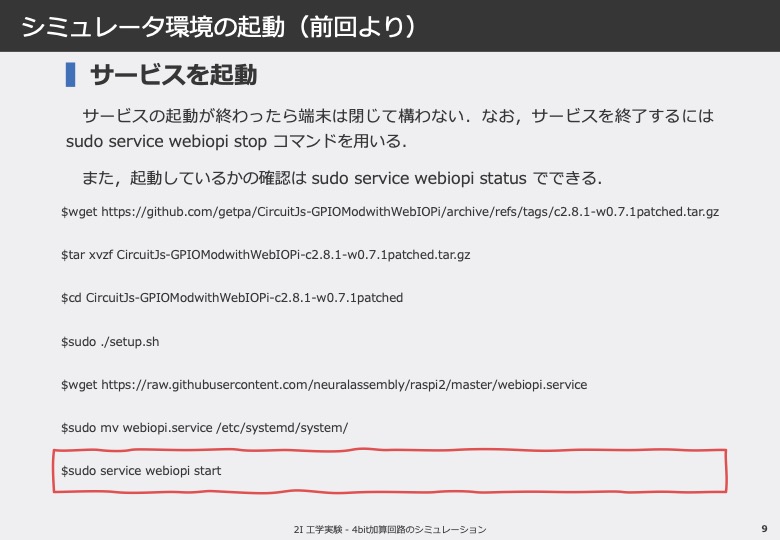 シミュレータ環境の起動（前回より）
サービスを起動
サービスの起動が終わったら端末は閉じて構わない．なお，サービスを終了するには
sudo service webiopi stop コマンドを用いる．
また，起動しているかの確認は sudo service webiopi status でできる．
$wget https://github.com/getpa/CircuitJs-GPIOModwithWebIOPi/archive/refs/tags/c2.8.1-w0.7.1patched.tar.gz
$tar xvzf CircuitJs-GPIOModwithWebIOPi-c2.8.1-w0.7.1patched.tar.gz
$cd CircuitJs-GPIOModwithWebIOPi-c2.8.1-w0.7.1patched
$sudo ./setup.sh
$wget https://raw.githubusercontent.com/neuralassembly/raspi2/master/webiopi.service
$sudo mv webiopi.service /etc/systemd/system/
$sudo service webiopi start
2I 工学実験 - 4bit加算回路のシミュレーション
9